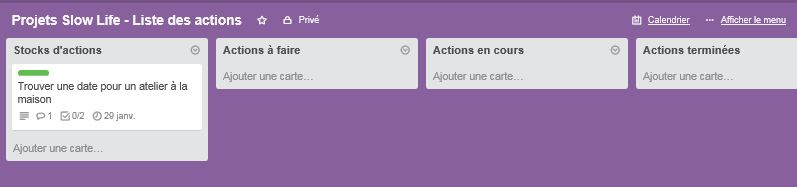 Projets Slow Life - Liste des actions Privé Calendrier ... Afficher le menu
Stocks d'actions
Trouver une date pour un atelier à la
maison
1 0/2 29 janv.
Ajouter une carte...
Actions à faire
Ajouter une carte...
Actions en cours
Ajouter une carte...
Actions terminées
Ajouter une carte...